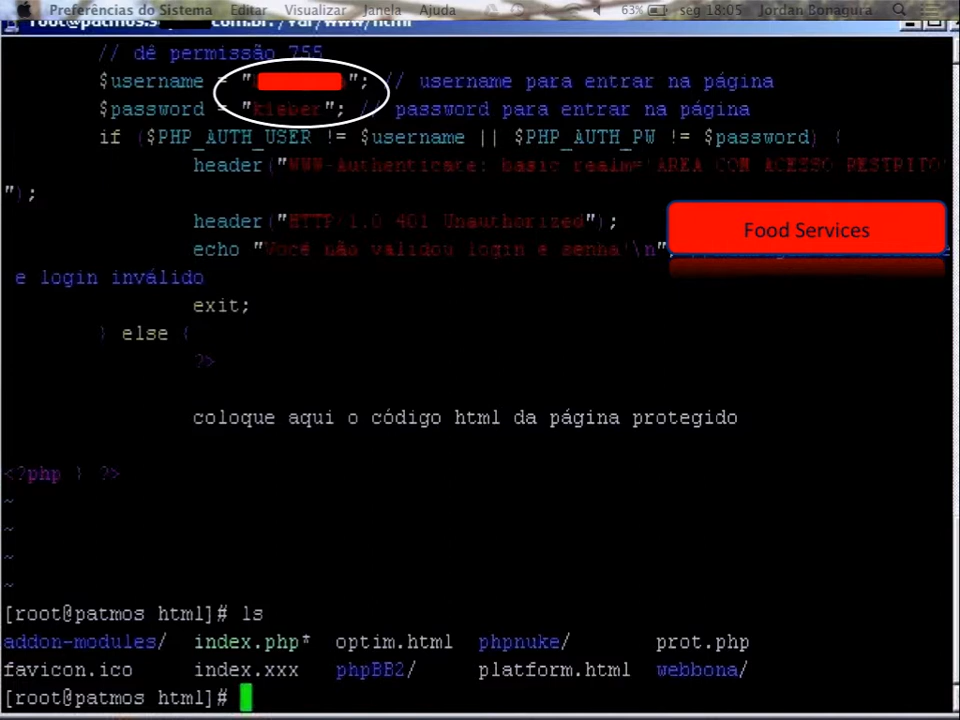 Preferências do Sistema Editar Visualizar Janela Ajuda 63% seg 18:05 Jordan Bonagura
// dê permissão 755
$username = " "; // username para entrar na página
$password = "kleber"; // password para entrar na página
if ($PHP_AUTH_USER != $username || $PHP_AUTH_PW != $password) {
header("WWW-Authenticate: basic realm='AREA COM ACESSO RESTRITO'
");
header("HTTP/1.0 401 Unauthorized");
Food Services
echo "Você não validou login e senha!\n";
e login inválido
exit;
} else {
?>
coloque aqui o código html da página protegido
<?php } ?>
~
~
~
~
[root@patmos html]# ls
addon-modules/ index.php* optim.html phpnuke/ prot.php
favicon.ico index.xxx phpBB2/ platform.html webbona/
[root@patmos html]#